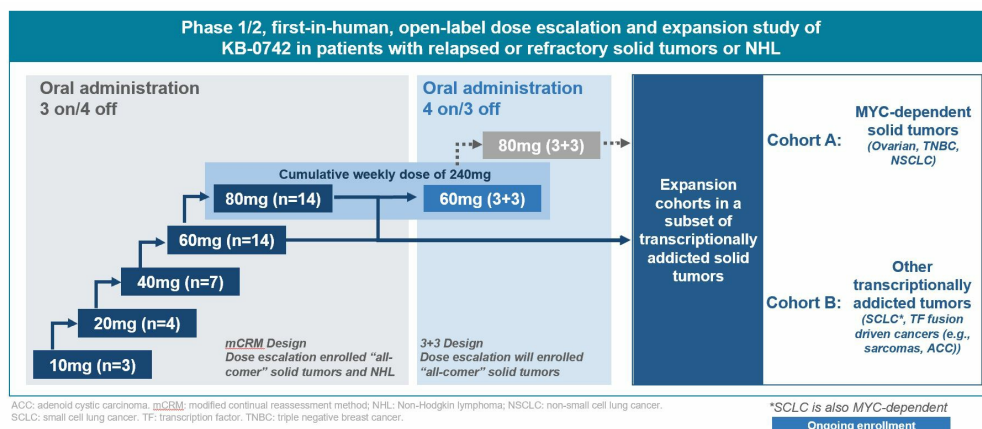 Phase 1/2, first-in-human, open-label dose escalation and expansion study of
KB-0742 in patients with relapsed or refractory solid tumors or NHL
Oral administration
3 on/4 off
Oral administration
4 on/3 off
80mg (3+3)
Cumulative weekly dose of 240mg
80mg (n=14)
60mg (3+3)
60mg (n=14)
40mg (n=7)
20mg (n=4)
10mg (n=3)
mCRM Design
Dose escalation enrolled “all-
comer” solid tumors and NHL
3+3 Design
Dose escalation will enrolled
“all-comer” solid tumors
Expansion
cohorts in a
subset of
transcriptionally
addicted solid
tumors
Cohort A:
MYC-dependent
solid tumors
(Ovarian, TNBC,
NSCLC)
Cohort B:
Other
transcriptionally
addicted tumors
(SCLC*, TF fusion
driven cancers (e.g.,
sarcomas, ACC))
ACC: adenoid cystic carcinoma. mCRM: modified continual reassessment method; NHL: Non-Hodgkin lymphoma; NSCLC: non-small cell lung cancer.
SCLC: small cell lung cancer. TF: transcription factor. TNBC: triple negative breast cancer.
*SCLC is also MYC-dependent
Ongoing enrollment